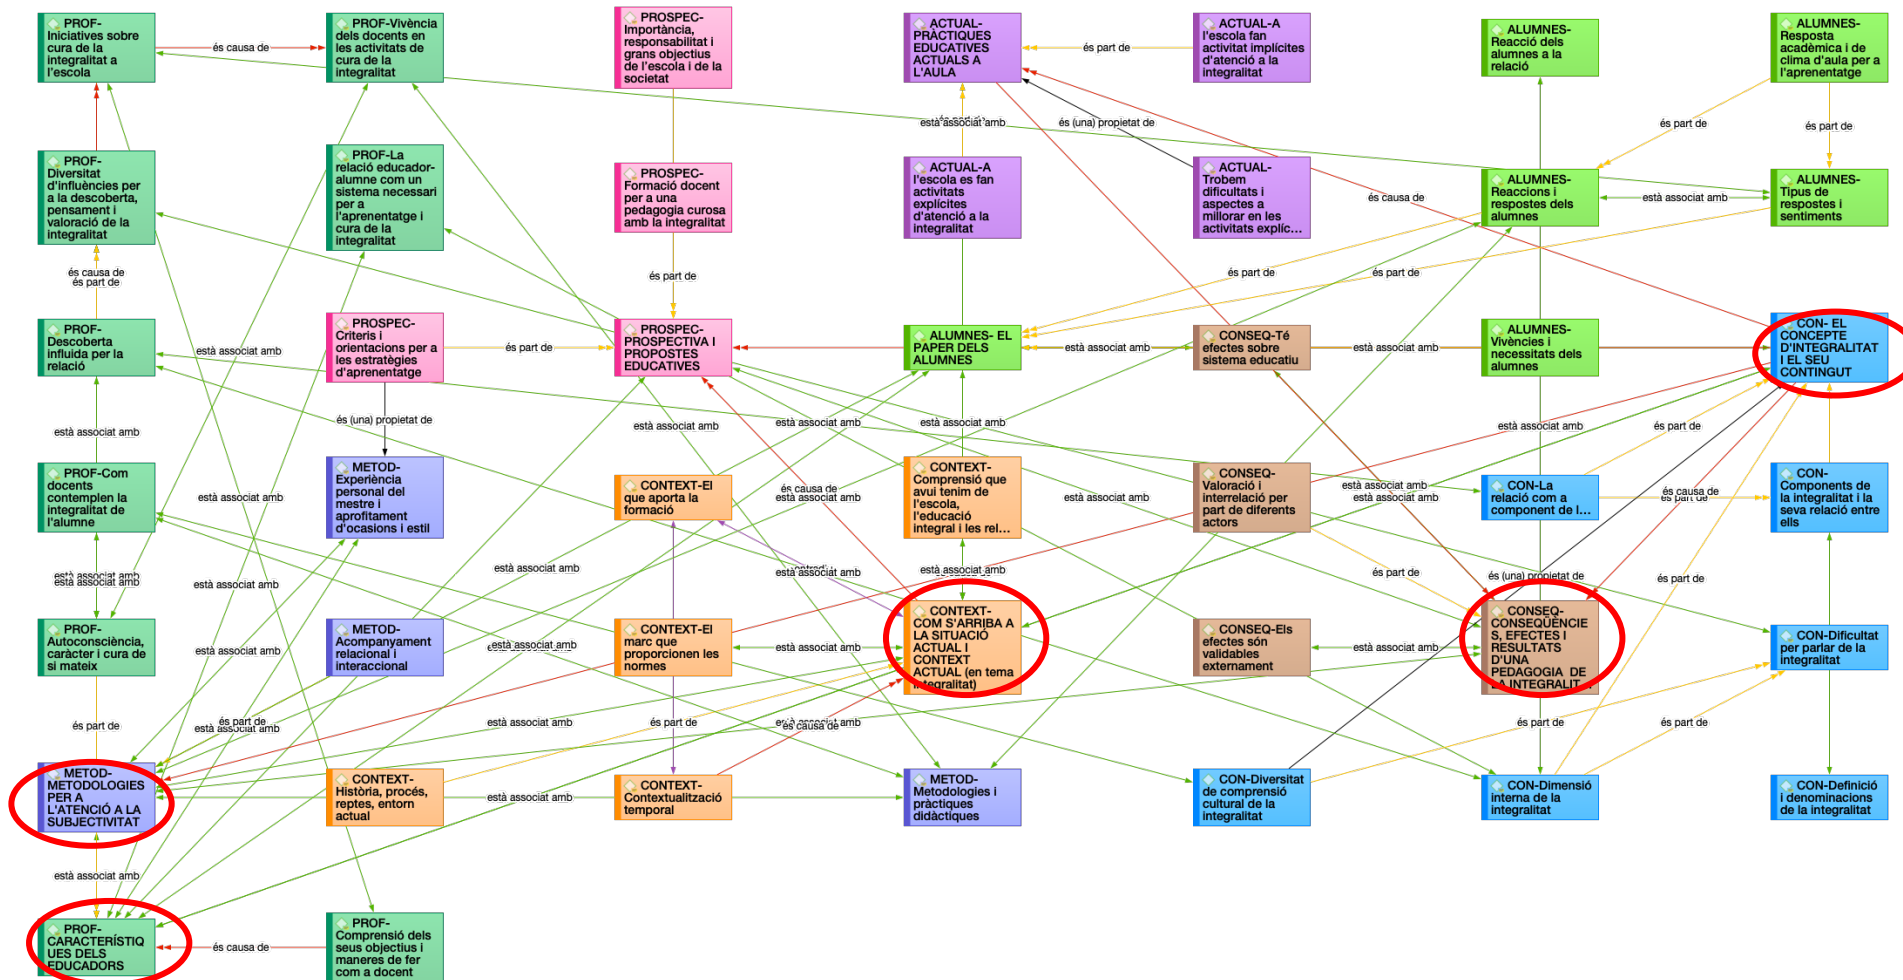 PROF-
Iniciatives sobre
cura de la
integralitat a
l'escola
és causa de
PROF-Vivència
dels docents en
les activitats de
cura de la
integralitat
PROSPEC-
Importància,
responsabilitat i
grans objectius
de l'escola i de la
societat
ACTUAL-
PRÀCTIQUES
EDUCATIVES
ACTUALS A
L'AULA
és part de
ACTUAL-A
l'escola fan
activitat implícites
d'atenció a la
integralitat
ALUMNES-
Reacció dels
alumnes a la
relació
ALUMNES-
Resposta
acadèmica i de
clima d'aula per a
l'aprenentatge
està associat amb
és (una) propietat de
és part de
és part de
PROF-
Diversitat
d'influències per
a la descoberta,
pensament i
valoració de la
integralitat
PROF-La
relació educador-
alumne com un
sistema necessari
per a
l'aprenentatge i
cura de la
integralitat
PROSPEC-
Formació docent
per a una
pedagogia curosa
amb la integralitat
ACTUAL-A
l'escola es fan
activitats
explícites
d'atenció a la
integralitat
ACTUAL-
Trobem
dificultats i
aspectes a
millorar en les
activitats explíc...
és causa de
ALUMNES-
Reaccions i
respostes dels
alumnes
està associat amb
ALUMNES-
Tipus de
respostes i
sentiments
és causa de
és part de
és part de
és part de
és part de
PROF-
Descoberta
influida per la
relació
està associat amb
PROSPEC-
Criteris i
orientacions per a
les estratègies
d'aprenentatge
és part de
PROSPEC-
PROSPECTIVA I
PROPOSTES
EDUCATIVES
ALUMNES- EL
PAPER DELS
ALUMNES
està associat amb
CONSEQ-Té
efectes sobre
sistema educatiu
està associat amb
ALUMNES-
Vivències i
necessitats dels
alumnes
CON- EL
CONCEPTE
D'INTEGRALITAT
I EL SEU
CONTINGUT
està associat amb
és (una) propietat de
està associat amb
està associat amb
està associat amb
està associat amb
és part de
PROF-Com
docents
contemplen la
integralitat de
l'alumne
està associat amb
METOD-
Experiència
personal del
mestre i
aprofitament
d'ocasions i estil
CONTEXT-El
que aporta la
formació
és causa de
està associat amb
CONTEXT-
Comprensió que
avui tenim de
l'escola,
l'educació
integral i les rel...
està associat amb
CONSEQ-
Valoració i
interrelació per
part de diferents
actors
està associat amb
està associat amb
CON-La
relació com a
component de l...
és causa de
CON-
Components de
la integralitat i la
seva relació entre
ells
està associat amb
està associat amb
està associat amb
està associat amb
està associat amb
és part de
és (una) propietat de
és part de
PROF-
Autoconsciència,
caràcter i cura de
si mateix
METOD-
Acompanyament
relacional i
interaccional
està associat amb
CONTEXT-El
marc que
proporcionen les
normes
està associat amb
CONTEXT-
COM S'ARRIBA A
LA SITUACIÓ
ACTUAL I
CONTEXT
ACTUAL (en tema
integralitat)
CONSEQ-Els
efectes són
validables
externament
està associat amb
CONSEQ-
CONSEQÜÈNCIE
S, EFECTES I
RESULTATS
D'UNA
PEDAGOGIA DE
LA INTEGRALIT...
CON-Dificultat
per parlar de la
integralitat
és part de
és part de
està associat amb
està associat amb
és part de
és causa de
és part de
és part de
METOD-
METODOLOGIES
PER A
L'ATENCIÓ A LA
SUBJECTIVITAT
CONTEXT-
Història, procés,
reptes, entorn
actual
està associat amb
CONTEXT-
Contextualització
temporal
METOD-
Metodologies i
pràctiques
didàctiques
CON-Diversitat
de comprensió
cultural de la
integralitat
CON-Dimensió
interna de la
integralitat
CON-Definició
i denominacions
de la integralitat
està associat amb
PROF-
CARACTERÍSTIQ
UES DELS
EDUCADORS
és causa de
PROF-
Comprensió dels
seus objectius i
maneres de fer
com a docent